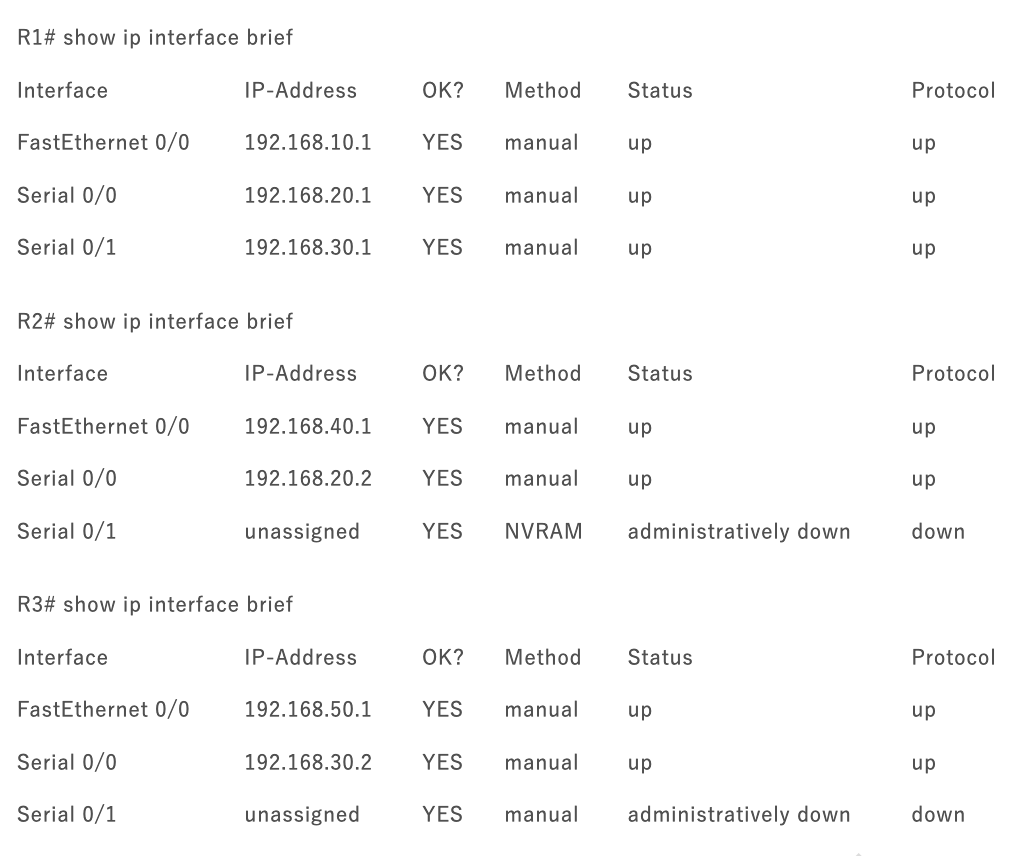 R1# show ip interface brief
Interface IP-Address OK? Method Status Protocol
FastEthernet 0/0 192.168.10.1 YES manual up up
Serial 0/0 192.168.20.1 YES manual up up
Serial 0/1 192.168.30.1 YES manual up up
R2# show ip interface brief
Interface IP-Address OK? Method Status Protocol
FastEthernet 0/0 192.168.40.1 YES manual up up
Serial 0/0 192.168.20.2 YES manual up up
Serial 0/1 unassigned YES NVRAM administratively down down
R3# show ip interface brief
Interface IP-Address OK? Method Status Protocol
FastEthernet 0/0 192.168.50.1 YES manual up up
Serial 0/0 192.168.30.2 YES manual up up
Serial 0/1 unassigned YES manual administratively down down